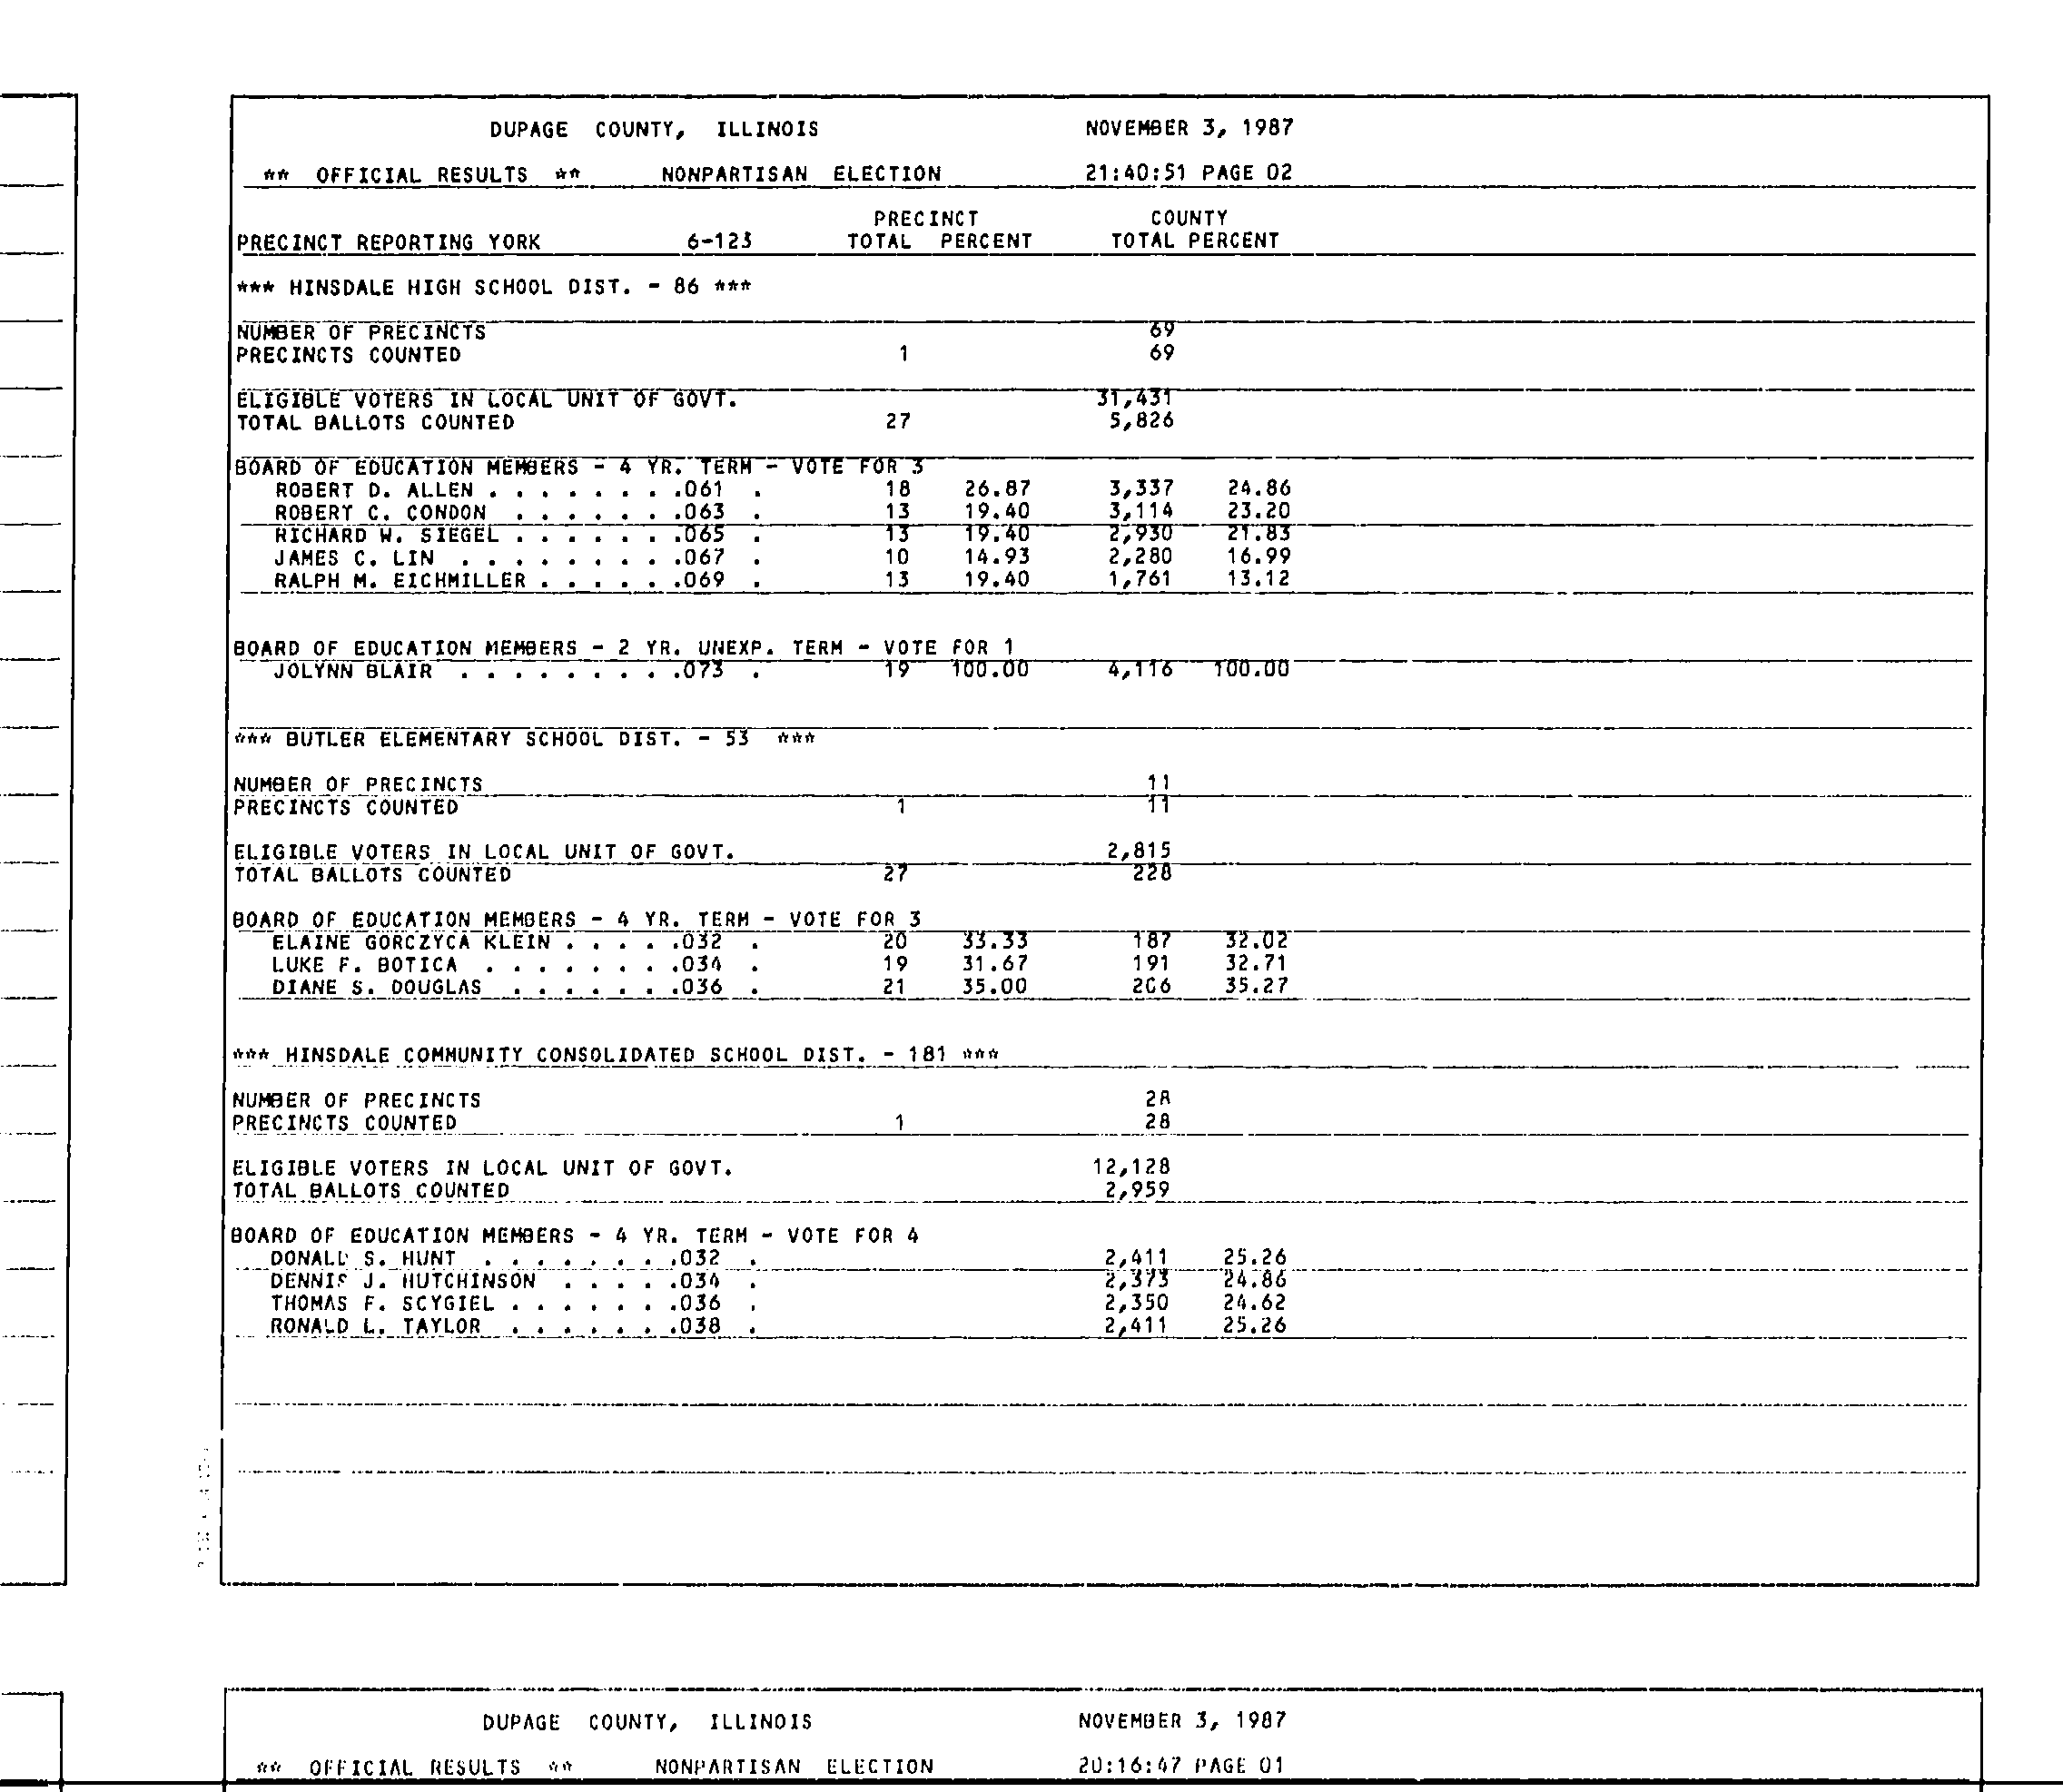 DUPAGE COUNTY, ILLINOIS NOVEMBER 3, 1987
** OFFICIAL RESULTS ** NONPARTISAN ELECTION 21:40:51 PAGE 02
PRECINCT COUNTY
PRECINCT REPORTING YORK 6-123 TOTAL PERCENT TOTAL PERCENT
*** HINSDALE HIGH SCHOOL DIST. - 86 ***
NUMBER OF PRECINCTS 69
PRECINCTS COUNTED 1 69
ELIGIBLE VOTERS IN LOCAL UNIT OF GOVT. 31,431
TOTAL BALLOTS COUNTED 27 5,826
BOARD OF EDUCATION MEMBERS - 4 YR. TERM - VOTE FOR 3
ROBERT D. ALLEN . . . . . . . .061 . 18 26.87 3,337 24.86
ROBERT C. CONDON . . . . . . .063 . 13 19.40 3,114 23.20
RICHARD W. SIEGEL . . . . . . .065 . 13 19.40 2,930 21.83
JAMES C. LIN . . . . . . . . .067 . 10 14.93 2,280 16.99
RALPH M. EICHMILLER . . . . . .069 . 13 19.40 1,761 13.12
BOARD OF EDUCATION MEMBERS - 2 YR. UNEXP. TERM - VOTE FOR 1
JOLYNN BLAIR . . . . . . . . .073 . 19 100.00 4,116 100.00
*** BUTLER ELEMENTARY SCHOOL DIST. - 53 ***
NUMBER OF PRECINCTS 11
PRECINCTS COUNTED 1 11
ELIGIBLE VOTERS IN LOCAL UNIT OF GOVT. 2,815
TOTAL BALLOTS COUNTED 27 228
BOARD OF EDUCATION MEMBERS - 4 YR. TERM - VOTE FOR 3
ELAINE GORCZYCA KLEIN . . . . .032 . 20 33.33 187 32.02
LUKE F. BOTICA . . . . . . . .034 . 19 31.67 191 32.71
DIANE S. DOUGLAS . . . . . . .036 . 21 35.00 206 35.27
*** HINSDALE COMMUNITY CONSOLIDATED SCHOOL DIST. - 181 ***
NUMBER OF PRECINCTS 28
PRECINCTS COUNTED 1 28
ELIGIBLE VOTERS IN LOCAL UNIT OF GOVT. 12,128
TOTAL BALLOTS COUNTED 2,959
BOARD OF EDUCATION MEMBERS - 4 YR. TERM - VOTE FOR 4
DONALD S. HUNT . . . . . . . .032 . 2,411 25.26
DENNIS J. HUTCHINSON . . . . .034 . 2,373 24.86
THOMAS F. SCYGIEL . . . . . . .036 . 2,350 24.62
RONALD L. TAYLOR . . . . . . .038 . 2,411 25.26
DUPAGE COUNTY, ILLINOIS NOVEMBER 3, 1987
** OFFICIAL RESULTS ** NONPARTISAN ELECTION 20:16:47 PAGE 01